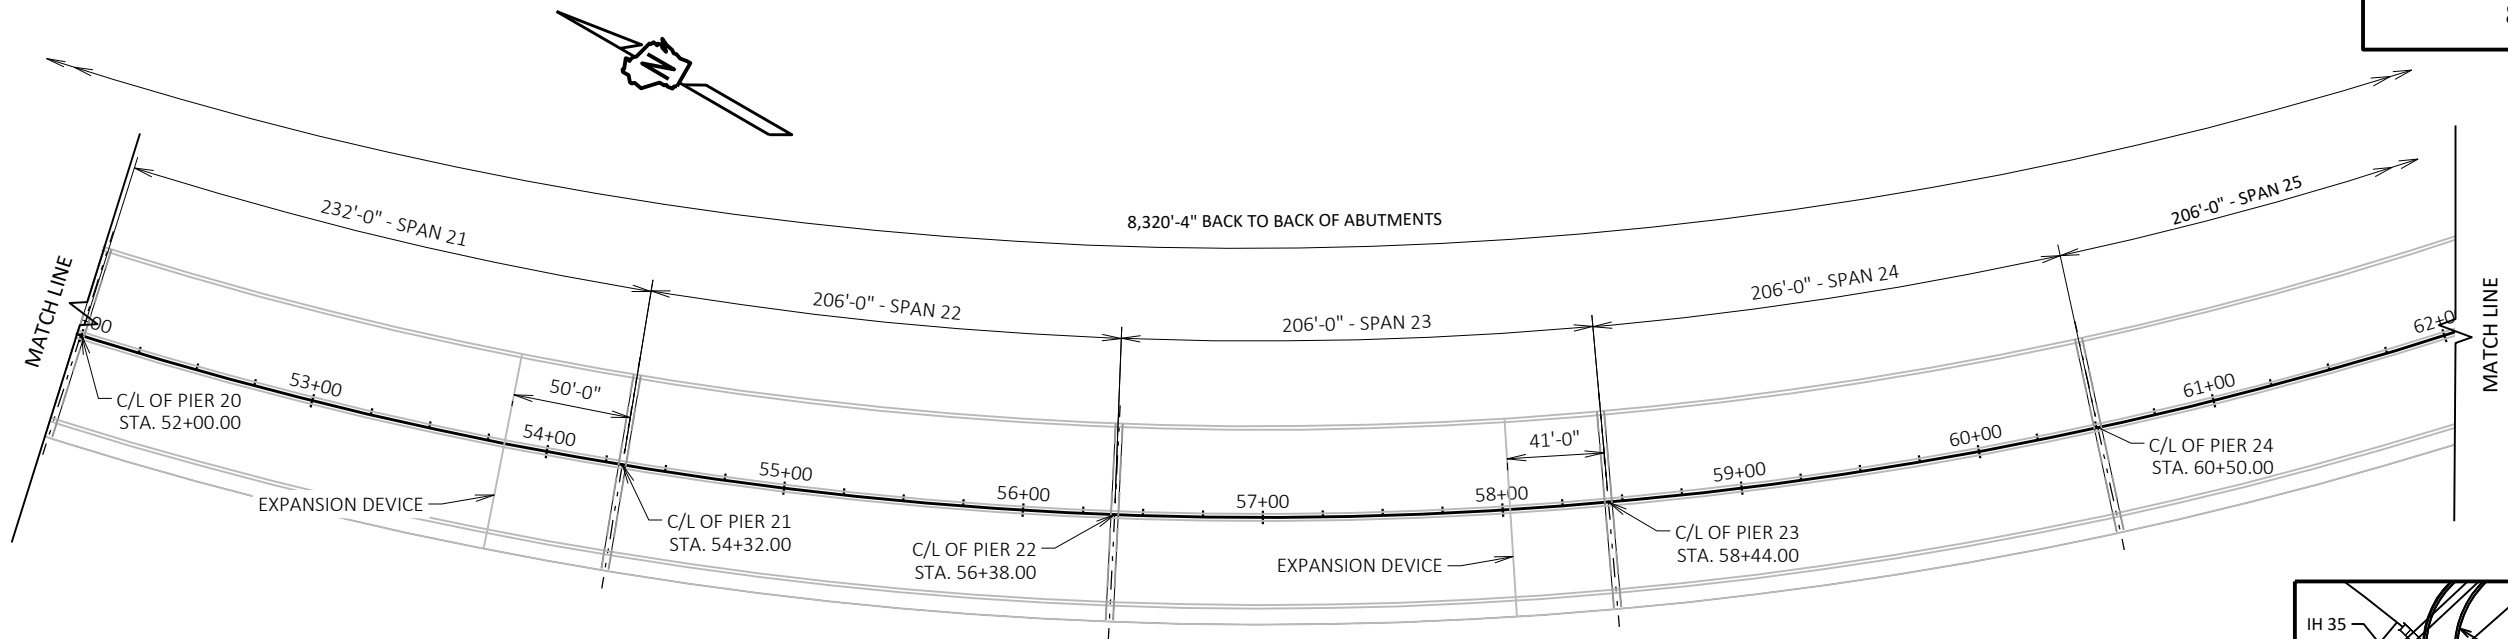 N
8,320'-4" BACK TO BACK OF ABUTMENTS
232'-0" - SPAN 21
206'-0" - SPAN 22
206'-0" - SPAN 23
206'-0" - SPAN 24
206'-0" - SPAN 25
MATCH LINE
MATCH LINE
53+00
54+00
55+00
56+00
57+00
58+00
59+00
60+00
61+00
62+0
50'-0"
41'-0"
C/L OF PIER 20
STA. 52+00.00
EXPANSION DEVICE
C/L OF PIER 21
STA. 54+32.00
C/L OF PIER 22
STA. 56+38.00
EXPANSION DEVICE
C/L OF PIER 23
STA. 58+44.00
C/L OF PIER 24
STA. 60+50.00
IH 35